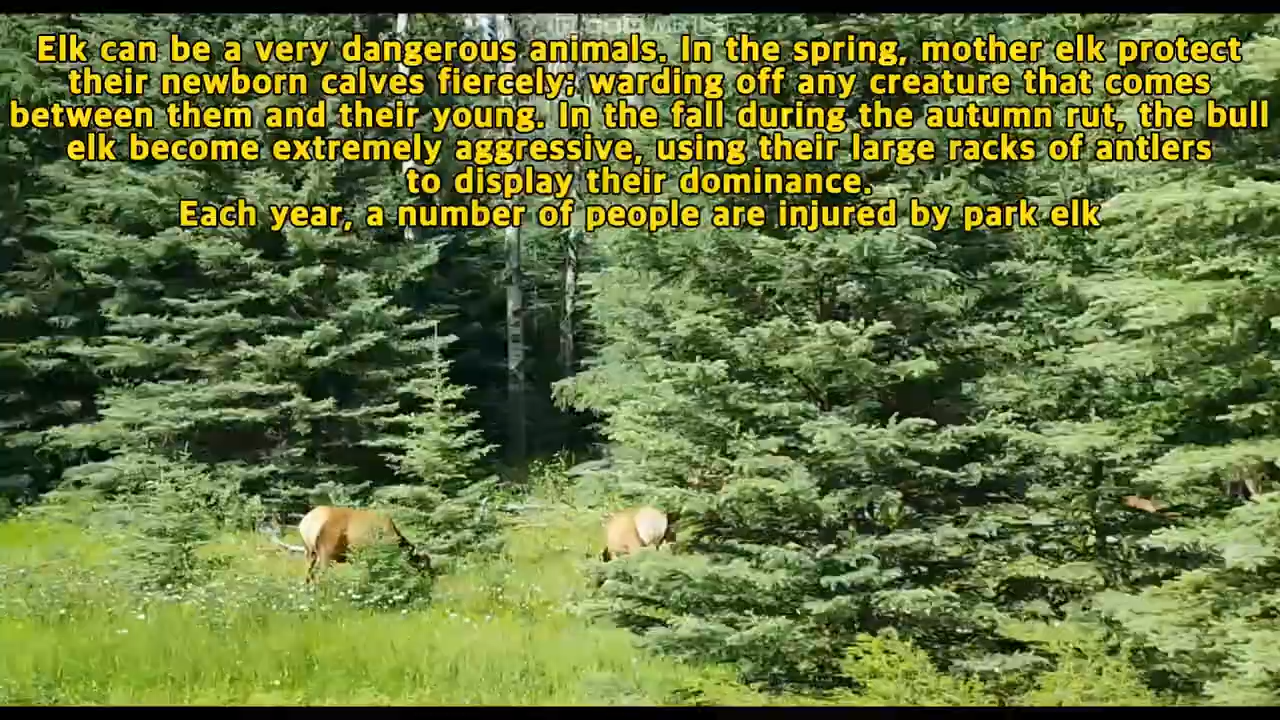 Elk can be a very dangerous animals. In the spring, mother elk protect
their newborn calves fiercely; warding off any creature that comes
between them and their young. In the fall during the autumn rut, the bull
elk become extremely aggressive, using their large racks of antlers
to display their dominance.
Each year, a number of people are injured by park elk